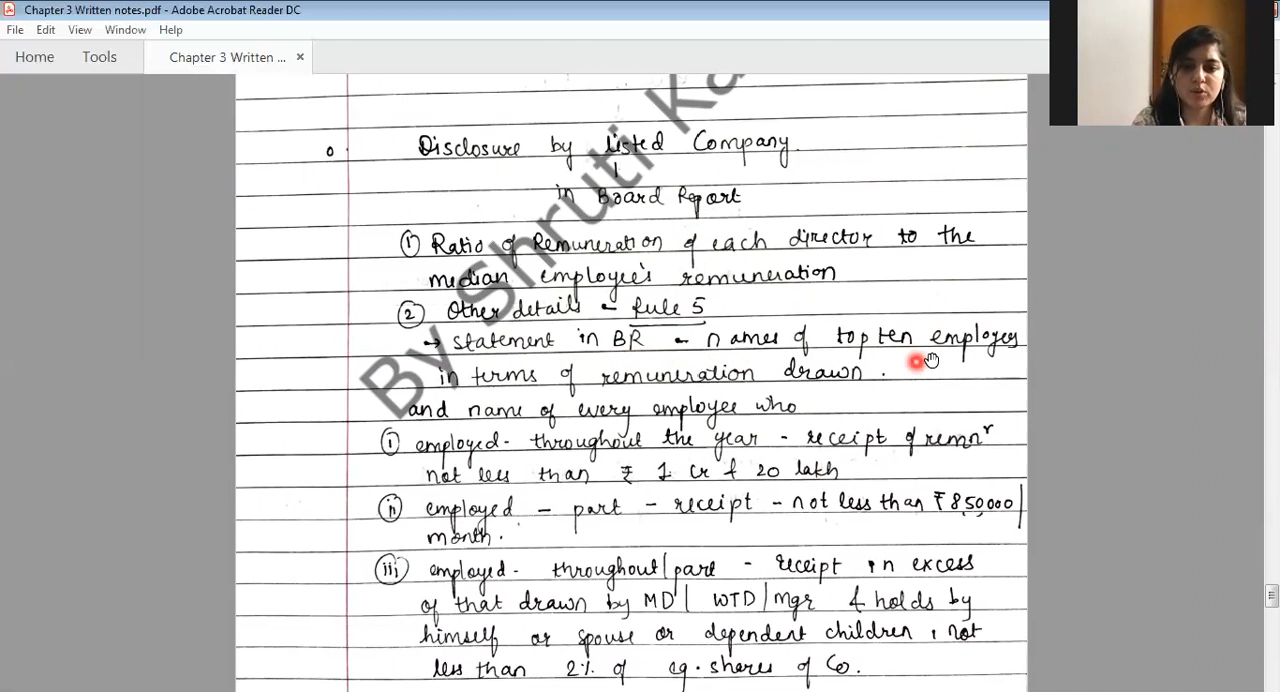 Chapter 3 Written notes.pdf - Adobe Acrobat Reader DC
File Edit View Window Help
Home Tools Chapter 3 Written ... ×
Disclosure by listed Company.
in Board Report
① Ratio of Remuneration of each director to the
median employee's remuneration
② Other details - Rule 5
→ statement in BR - names of top ten employees
in terms of remuneration drawn.
and name of every employee who
ⓘ employed - throughout the year - receipt of remnʳ
not less than ₹ 1 cr & 20 lakh
ⓘⓘ employed - part - receipt - not less than ₹ 8,50,000/
month.
iii) employed - throughout/part - receipt in excess
of that drawn by MD/ WTD/mgr & holds by
himself or spouse or dependent children, not
less than 2% of eq. shares of Co.
By Shruti Ka